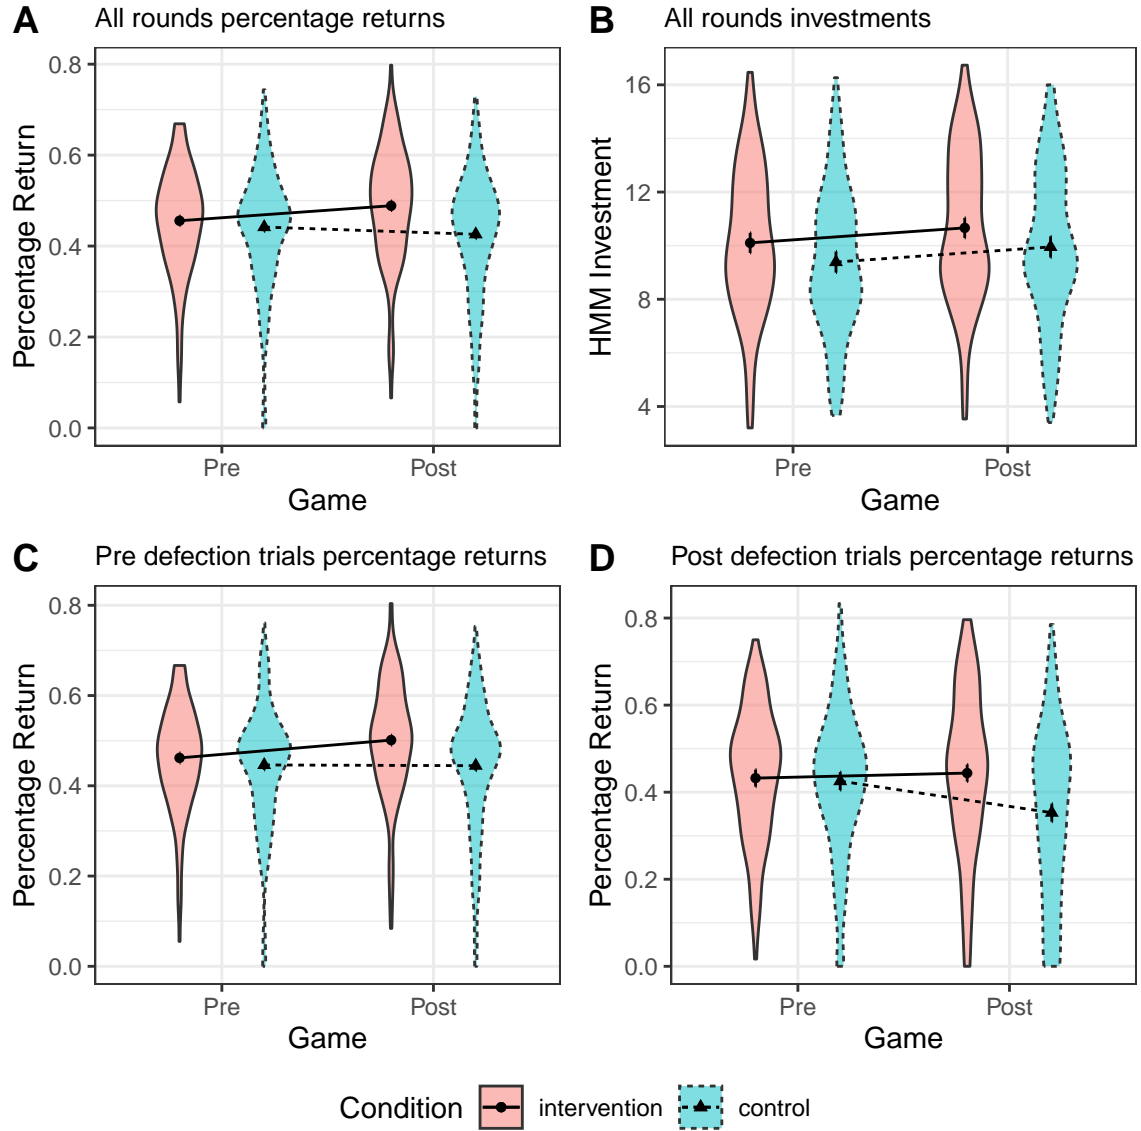 A All rounds percentage returns
Percentage Return
0.8
0.6
0.4
0.2
0.0
Pre Post
Game
B All rounds investments
HMM Investment
16
12
8
4
Pre Post
Game
C Pre defection trials percentage returns
Percentage Return
0.8
0.6
0.4
0.2
0.0
Pre Post
Game
D Post defection trials percentage returns
Percentage Return
0.8
0.6
0.4
0.2
0.0
Pre Post
Game
Condition intervention control